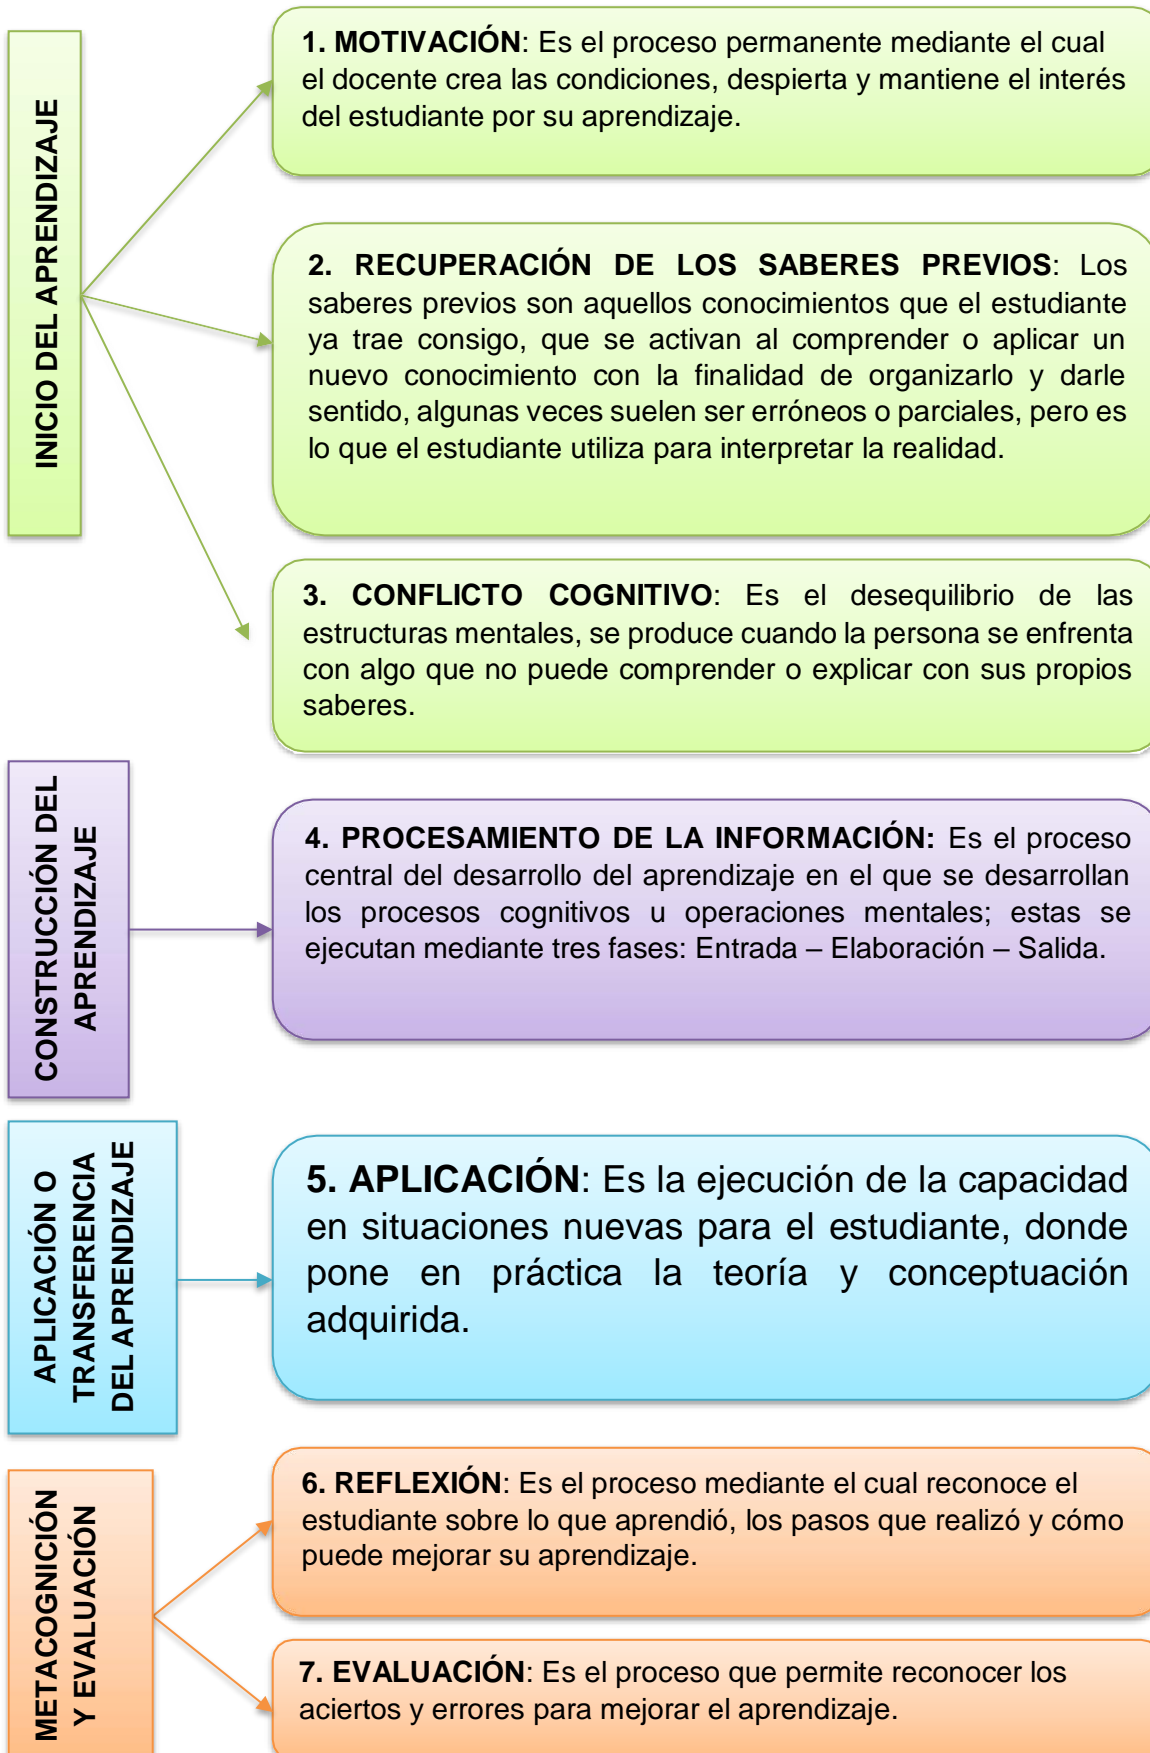 INICIO DEL APRENDIZAJE
1. MOTIVACIÓN: Es el proceso permanente mediante el cual
el docente crea las condiciones, despierta y mantiene el interés
del estudiante por su aprendizaje.
2. RECUPERACIÓN DE LOS SABERES PREVIOS: Los
saberes previos son aquellos conocimientos que el estudiante
ya trae consigo, que se activan al comprender o aplicar un
nuevo conocimiento con la finalidad de organizarlo y darle
sentido, algunas veces suelen ser erróneos o parciales, pero es
lo que el estudiante utiliza para interpretar la realidad.
3. CONFLICTO COGNITIVO: Es el desequilibrio de las
estructuras mentales, se produce cuando la persona se enfrenta
con algo que no puede comprender o explicar con sus propios
saberes.
CONSTRUCCIÓN DEL
APRENDIZAJE
4. PROCESAMIENTO DE LA INFORMACIÓN: Es el proceso
central del desarrollo del aprendizaje en el que se desarrollan
los procesos cognitivos u operaciones mentales; estas se
ejecutan mediante tres fases: Entrada – Elaboración – Salida.
APLICACIÓN O
TRANSFERENCIA
DEL APRENDIZAJE
5. APLICACIÓN: Es la ejecución de la capacidad
en situaciones nuevas para el estudiante, donde
pone en práctica la teoría y conceptuación
adquirida.
METACOGNICIÓN
Y EVALUACIÓN
6. REFLEXIÓN: Es el proceso mediante el cual reconoce el
estudiante sobre lo que aprendió, los pasos que realizó y cómo
puede mejorar su aprendizaje.
7. EVALUACIÓN: Es el proceso que permite reconocer los
aciertos y errores para mejorar el aprendizaje.